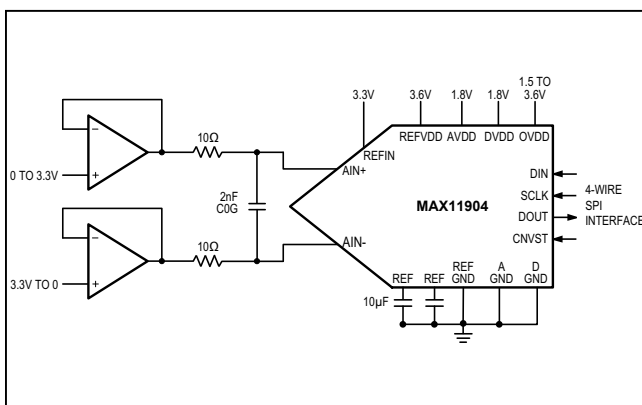 3.3V
3.6V
1.8V
1.8V
1.5 TO
3.6V
REFVDD AVDD DVDD OVDD
REFIN
−
+
0 TO 3.3V
10Ω
AIN+
2nF
C0G
MAX11904
DIN
SCLK
DOUT
CNVST
4-WIRE
SPI
INTERFACE
−
+
3.3V TO 0
10Ω
AIN-
REF
REF
REF
GND
A
GND
D
GND
10µF